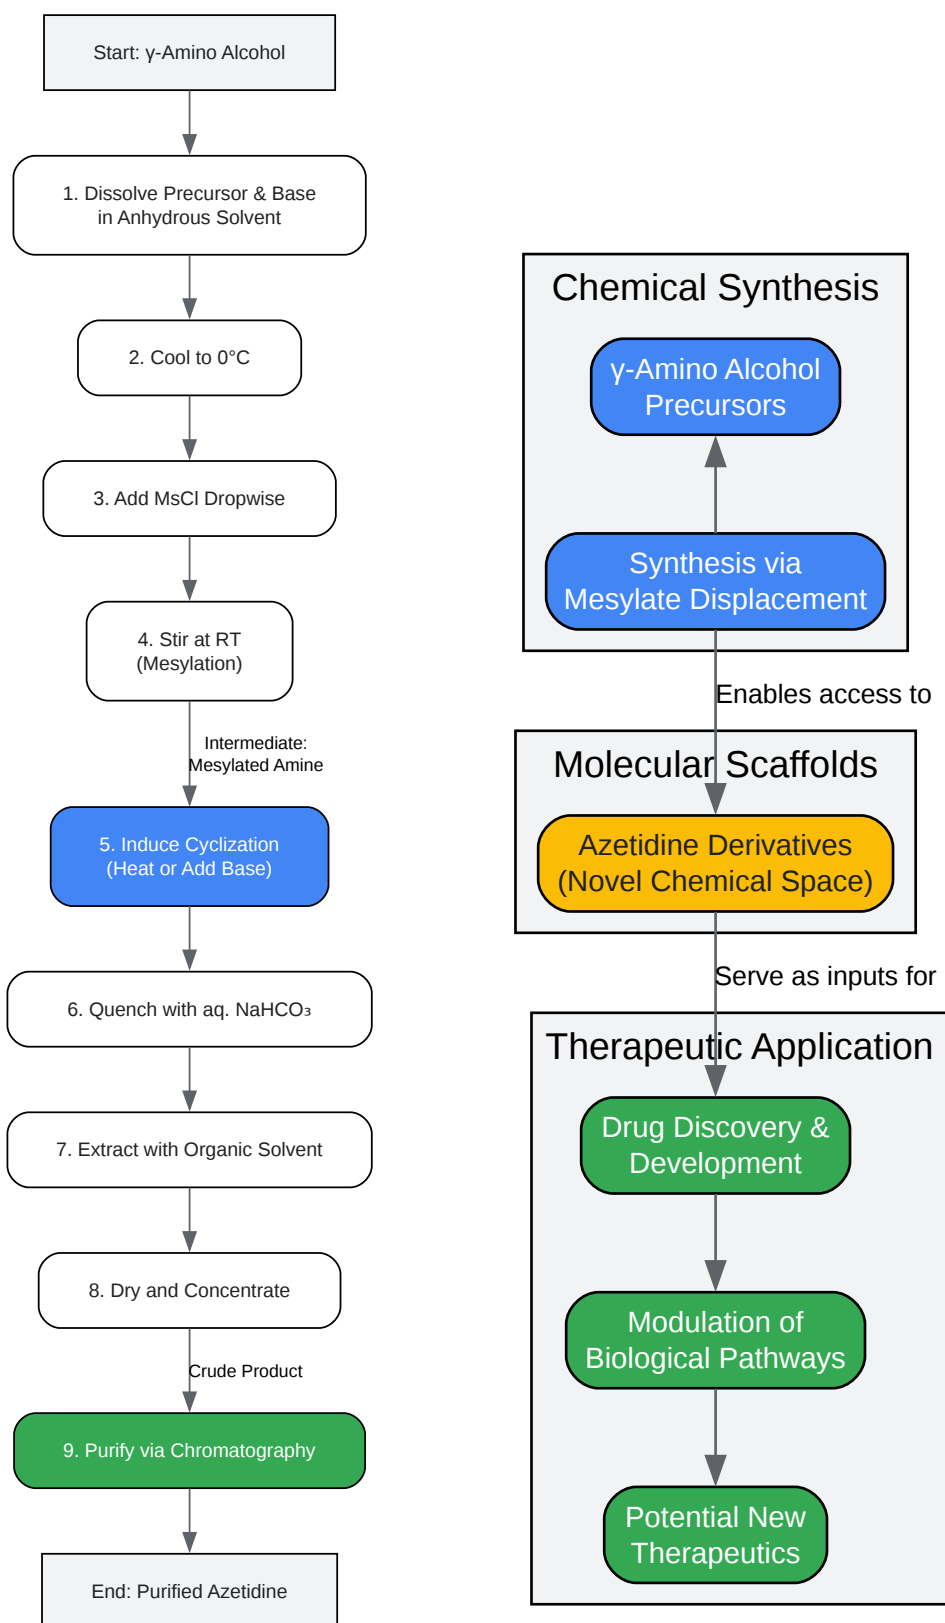 Start: γ-Amino Alcohol
1. Dissolve Precursor & Base
in Anhydrous Solvent
2. Cool to 0°C
3. Add MsCl Dropwise
4. Stir at RT
(Mesylation)
Intermediate:
Mesylated Amine
5. Induce Cyclization
(Heat or Add Base)
6. Quench with aq. NaHCO₃
7. Extract with Organic Solvent
8. Dry and Concentrate
Crude Product
9. Purify via Chromatography
End: Purified Azetidine
Chemical Synthesis
γ-Amino Alcohol
Precursors
Synthesis via
Mesylate Displacement
Enables access to
Molecular Scaffolds
Azetidine Derivatives
(Novel Chemical Space)
Serve as inputs for
Therapeutic Application
Drug Discovery &
Development
Modulation of
Biological Pathways
Potential New
Therapeutics